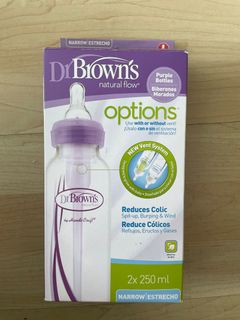 NARROW/ESTRECHO
Dr Brown's
natural flow®
Purple
Bottles
Biberones
Morados
options
Use with or without vent!
¡Úsalo con o sin el sistema
de ventilación!
NEW Vent System
Dr Brown's
Reduces Colic
Spit-up, Burping & Wind
Reduce Cólicos
Reflujos, Eructos y Gases
2x 250 ml
NARROW/ESTRECHO